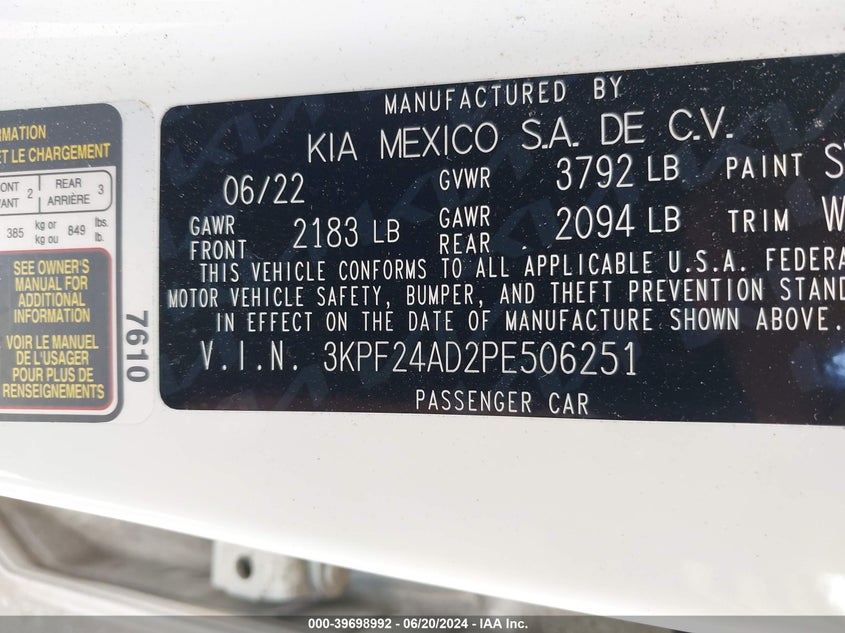 RMATION
ET LE CHARGEMENT
2 REAR 3
ARRIÈRE
385 kg or 849 lbs.
kg ou lb.
SEE OWNER'S
MANUAL FOR
ADDITIONAL
INFORMATION
VOIR LE MANUEL
DE L'USAGER
POUR PLUS DE
RENSEIGNEMENTS
7610
MANUFACTURED BY
KIA MEXICO S.A. DE C.V.
06/22 GVWR 3792 LB PAINT
GAWR FRONT 2183 LB GAWR REAR 2094 LB TRIM
THIS VEHICLE CONFORMS TO ALL APPLICABLE U.S.A. FEDERA
MOTOR VEHICLE SAFETY, BUMPER, AND THEFT PREVENTION STAND
IN EFFECT ON THE DATE OF MANUFACTURE SHOWN ABOVE.
V.I.N. 3KPF24AD2PE506251
PASSENGER CAR
000-39698992 - 06/20/2024 - IAA Inc.